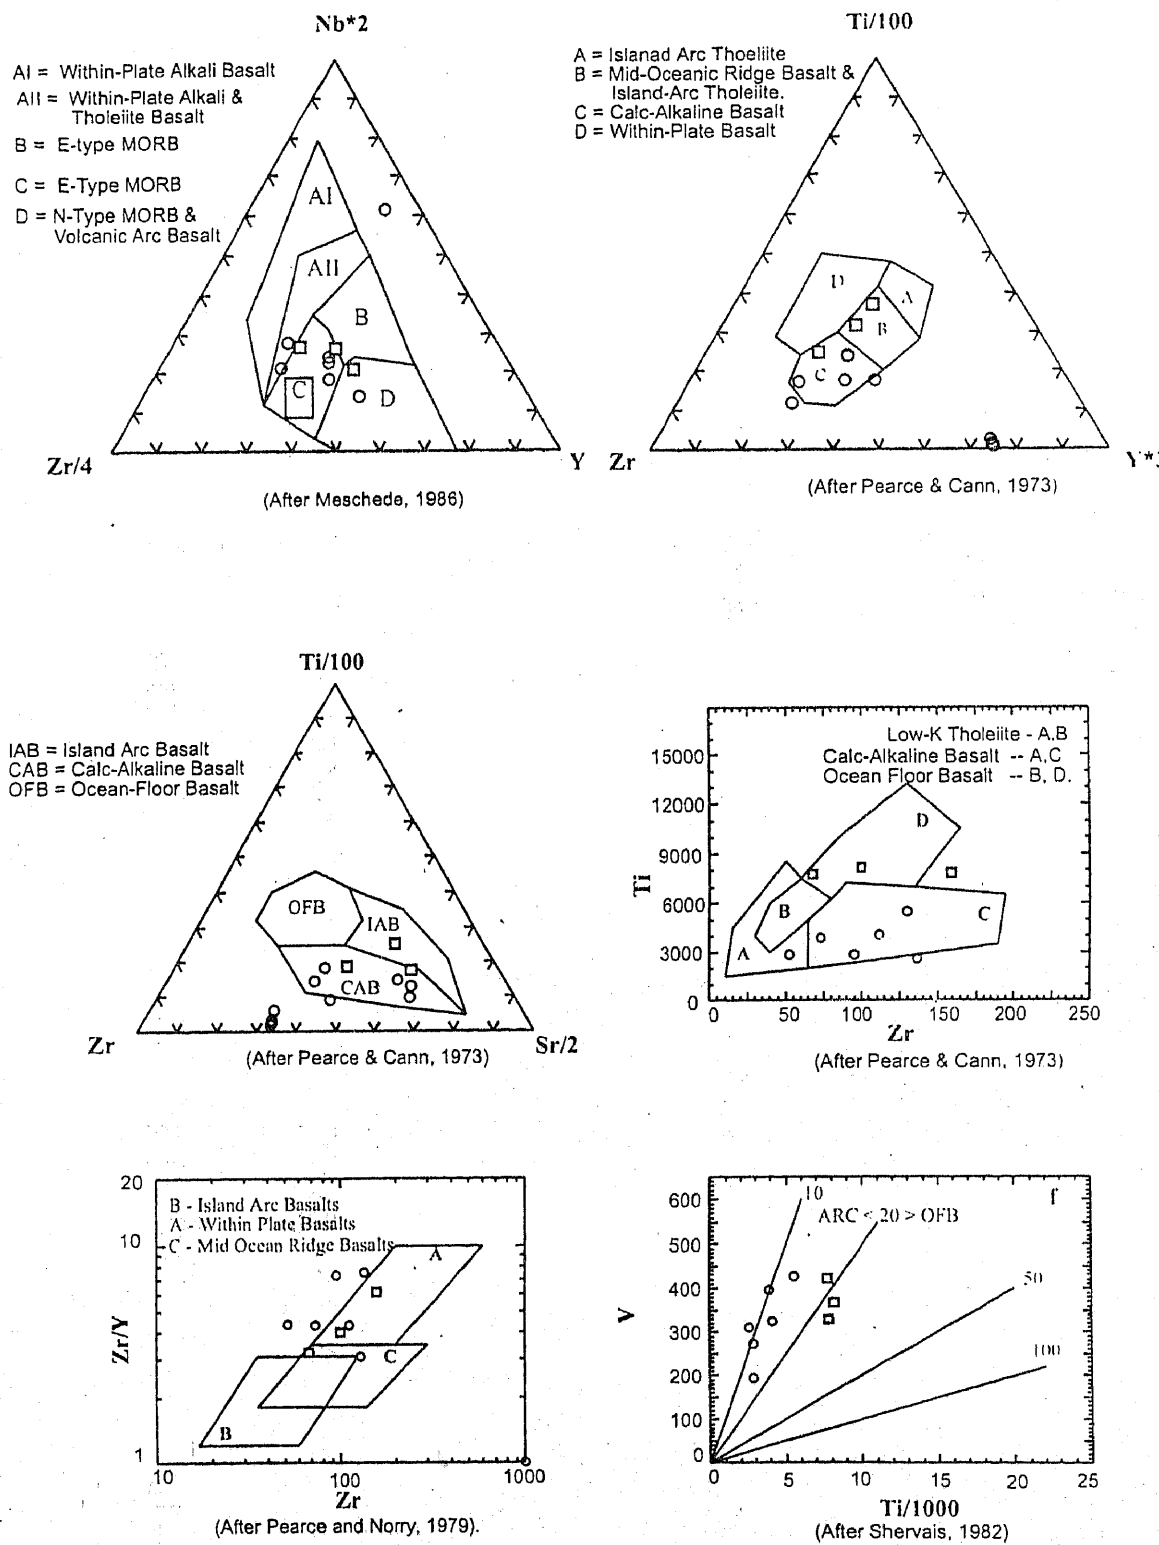 Nb*2
AI = Within-Plate Alkali Basalt
AII = Within-Plate Alkali &
Tholeiite Basalt
B = E-type MORB
C = E-Type MORB
D = N-Type MORB &
Volcanic Arc Basalt
AI
AII
B
C
D
Zr/4
Y
(After Meschede, 1986)
Ti/100
A = Islanad Arc Thoeliite
B = Mid-Oceanic Ridge Basalt &
Island-Arc Tholeiite.
C = Calc-Alkaline Basalt
D = Within-Plate Basalt
D
A
B
C
Zr
Y*3
(After Pearce & Cann, 1973)
Ti/100
IAB = Island Arc Basalt
CAB = Calc-Alkaline Basalt
OFB = Ocean-Floor Basalt
OFB
IAB
CAB
Zr
Sr/2
(After Pearce & Cann, 1973)
Low-K Tholeiite - A,B
Calc-Alkaline Basalt -- A,C
Ocean Floor Basalt -- B, D.
15000
12000
9000
6000
3000
0
Ti
D
B
C
A
0 50 100 150 200 250
Zr
(After Pearce & Cann, 1973)
20
10
1
Zr/Y
B - Island Arc Basalts
A - Within Plate Basalts
C - Mid Ocean Ridge Basalts
A
C
B
10 100 1000
Zr
(After Pearce and Norry, 1979).
600
500
400
300
200
100
0
V
10
f
ARC < 20 > OFB
50
100
0 5 10 15 20 25
Ti/1000
(After Shervais, 1982)